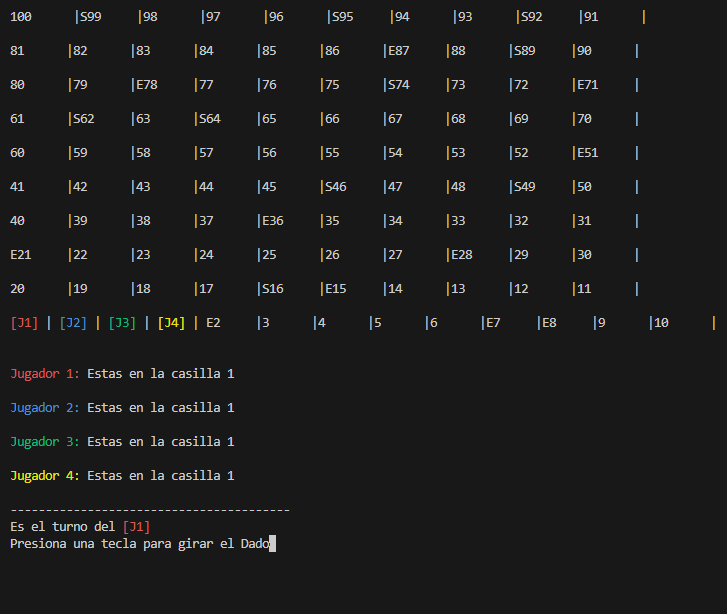 100 |S99 |98 |97 |96 |S95 |94 |93 |S92 |91 |
81 |82 |83 |84 |85 |86 |E87 |88 |S89 |90 |
80 |79 |E78 |77 |76 |75 |S74 |73 |72 |E71 |
61 |S62 |63 |S64 |65 |66 |67 |68 |69 |70 |
60 |59 |58 |57 |56 |55 |54 |53 |52 |E51 |
41 |42 |43 |44 |45 |S46 |47 |48 |S49 |50 |
40 |39 |38 |37 |E36 |35 |34 |33 |32 |31 |
E21 |22 |23 |24 |25 |26 |27 |E28 |29 |30 |
20 |19 |18 |17 |S16 |E15 |14 |13 |12 |11 |
[J1] | [J2] | [J3] | [J4] | E2 |3 |4 |5 |6 |E7 |E8 |9 |10 |
Jugador 1: Estas en la casilla 1
Jugador 2: Estas en la casilla 1
Jugador 3: Estas en la casilla 1
Jugador 4: Estas en la casilla 1
----------------------------------------
Es el turno del [J1]
Presiona una tecla para girar el Dado